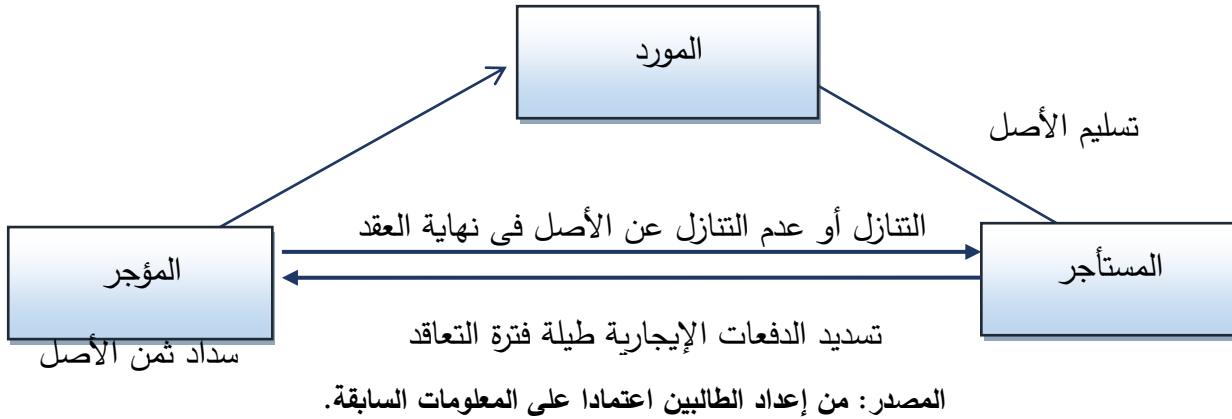 المورد
تسليم الأصل
التنازل أو عدم التنازل عن الأصل فى نهاية العقد
المستأجر
المؤجر
تسديد الدفعات الإيجارية طيلة فترة التعاقد
سداد ثمن الأصل
المصدر: من إعداد الطالبين اعتمادا على المعلومات السابقة.